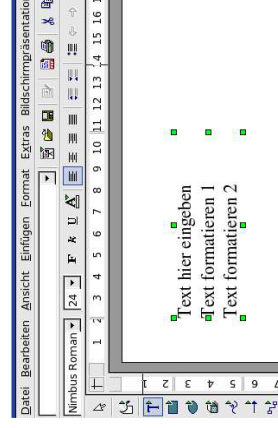 Datei Bearbeiten Ansicht Einfügen Format Extras Bildschirmpräsentation
Nimbus Roman 24 F k U A
1 2 3 4 5 6 7 8 9 10 11 12 13 14 15 16
1 2 3 4 5 6 7
Text hier eingeben
Text formatieren 1
Text formatieren 2